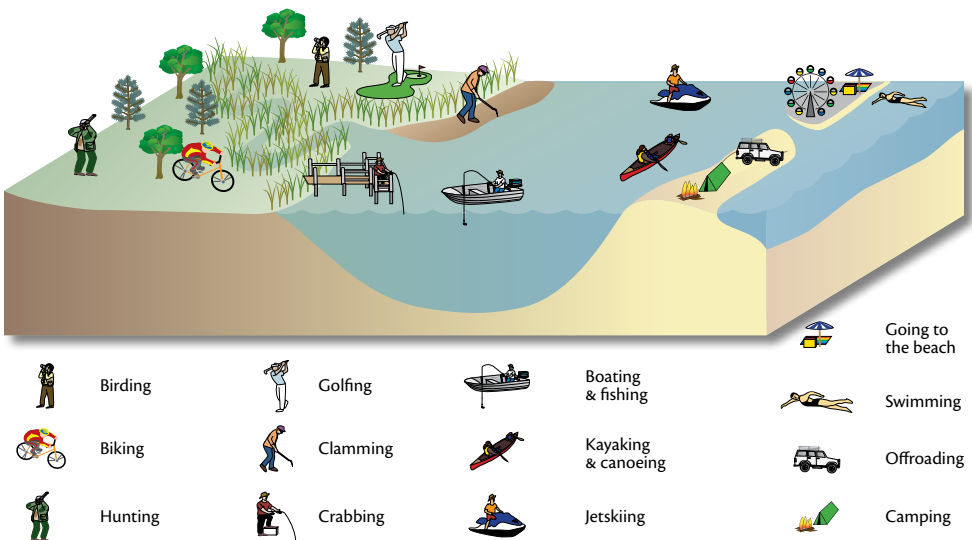 Birding
Biking
Hunting
Golfing
Clamming
Crabbing
Boating
& fishing
Kayaking
& canoeing
Jetskiing
Going to
the beach
Swimming
Offroading
Camping